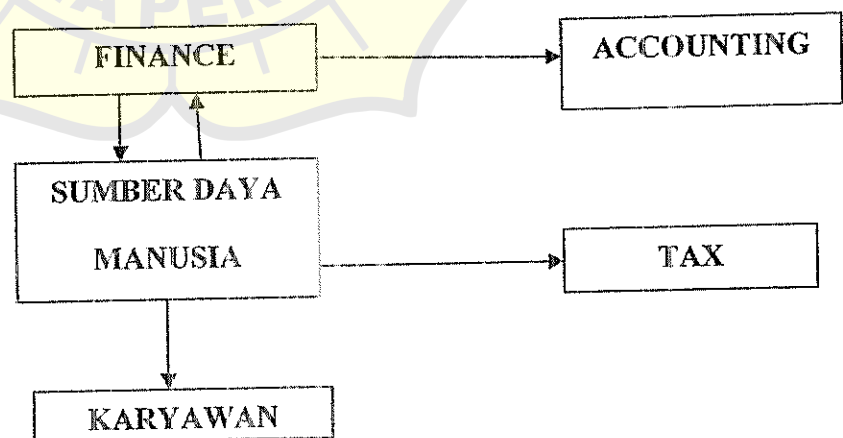 FINANCE
ACCOUNTING
SUMBER DAYA
MANUSIA
TAX
KARYAWAN